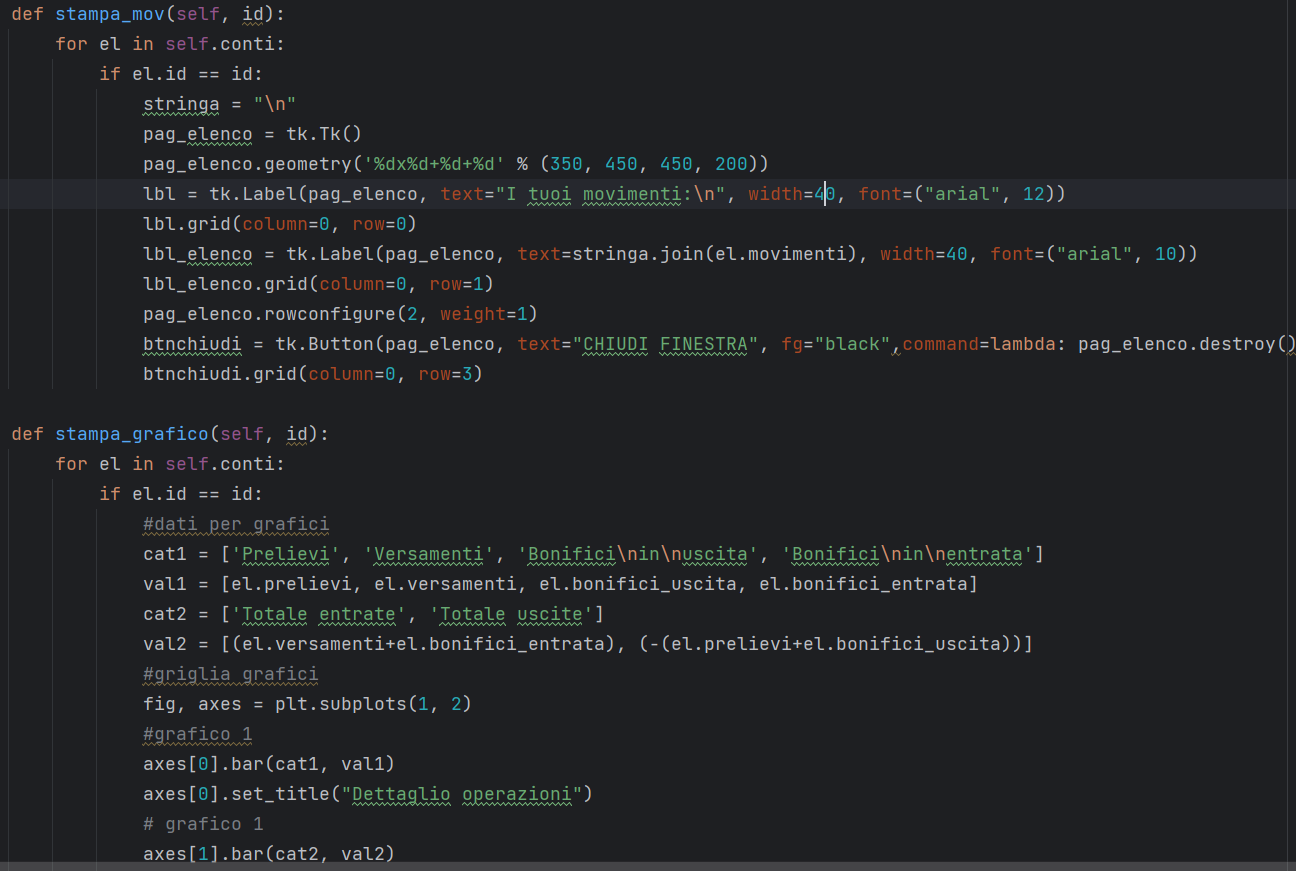 def stampa_mov(self, id):
    for el in self.conti:
        if el.id == id:
            stringa = "\n"
            pag_elenco = tk.Tk()
            pag_elenco.geometry('%dx%d+%d+%d' % (350, 450, 450, 200))
            lbl = tk.Label(pag_elenco, text="I tuoi movimenti:\n", width=40, font=("arial", 12))
            lbl.grid(column=0, row=0)
            lbl_elenco = tk.Label(pag_elenco, text=stringa.join(el.movimenti), width=40, font=("arial", 10))
            lbl_elenco.grid(column=0, row=1)
            pag_elenco.rowconfigure(2, weight=1)
            btnchiudi = tk.Button(pag_elenco, text="CHIUDI FINESTRA", fg="black",command=lambda: pag_elenco.destroy()
            btnchiudi.grid(column=0, row=3)

def stampa_grafico(self, id):
    for el in self.conti:
        if el.id == id:
            #dati per grafici
            cat1 = ['Prelievi', 'Versamenti', 'Bonifici\nin\nuscita', 'Bonifici\nin\nentrata']
            val1 = [el.prelievi, el.versamenti, el.bonifici_uscita, el.bonifici_entrata]
            cat2 = ['Totale entrate', 'Totale uscite']
            val2 = [(el.versamenti+el.bonifici_entrata), (-(el.prelievi+el.bonifici_uscita))]
            #griglia grafici
            fig, axes = plt.subplots(1, 2)
            #grafico 1
            axes[0].bar(cat1, val1)
            axes[0].set_title("Dettaglio operazioni")
            # grafico 1
            axes[1].bar(cat2, val2)